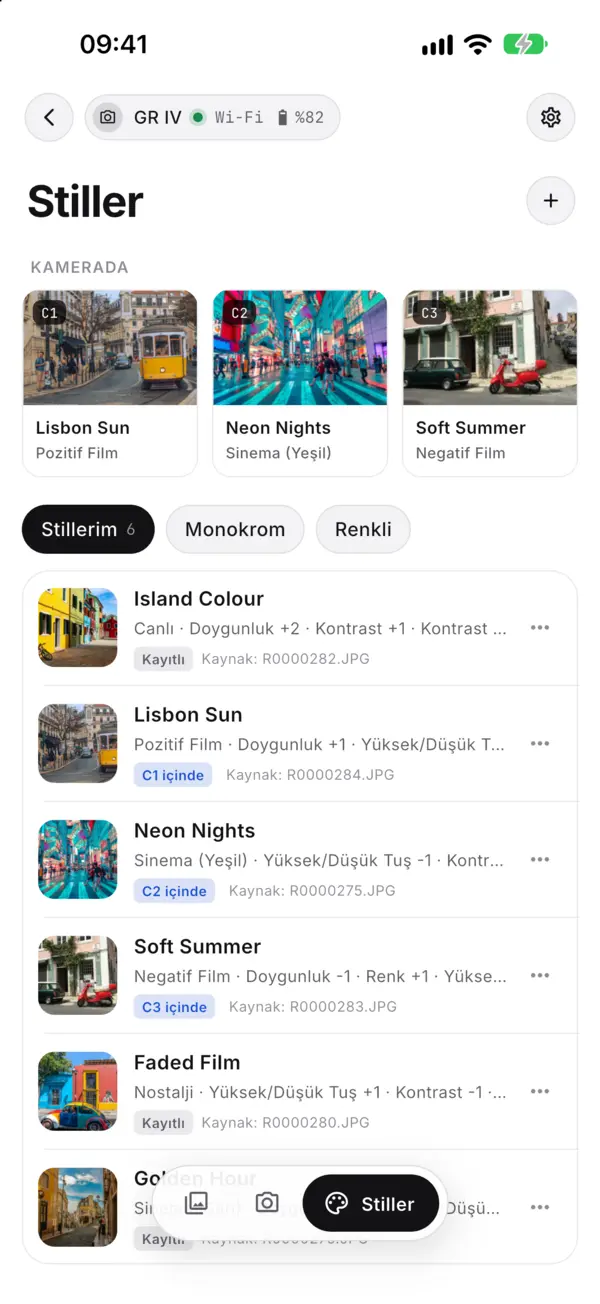 09:41
GR IV Wi-Fi %82
Stiller
KAMERADA
C1 C2 C3
Lisbon Sun
Pozitif Film
Neon Nights
Sinema (Yeşil)
Soft Summer
Negatif Film
Stillerim 6 Monokrom Renkli
Island Colour
Canlı · Doygunluk +2 · Kontrast +1 · Kontrast ...
Kayıtlı Kaynak: R0000282.JPG
Lisbon Sun
Pozitif Film · Doygunluk +1 · Yüksek/Düşük T...
C1 içinde Kaynak: R0000284.JPG
Neon Nights
Sinema (Yeşil) · Yüksek/Düşük Tuş -1 · Kontr...
C2 içinde Kaynak: R0000275.JPG
Soft Summer
Negatif Film · Doygunluk -1 · Renk +1 · Yükse...
C3 içinde Kaynak: R0000283.JPG
Faded Film
Nostalji · Yüksek/Düşük Tuş +1 · Kontrast -1 ·...
Kayıtlı Kaynak: R0000280.JPG
Golden Hour
Kayıtlı
Stiller